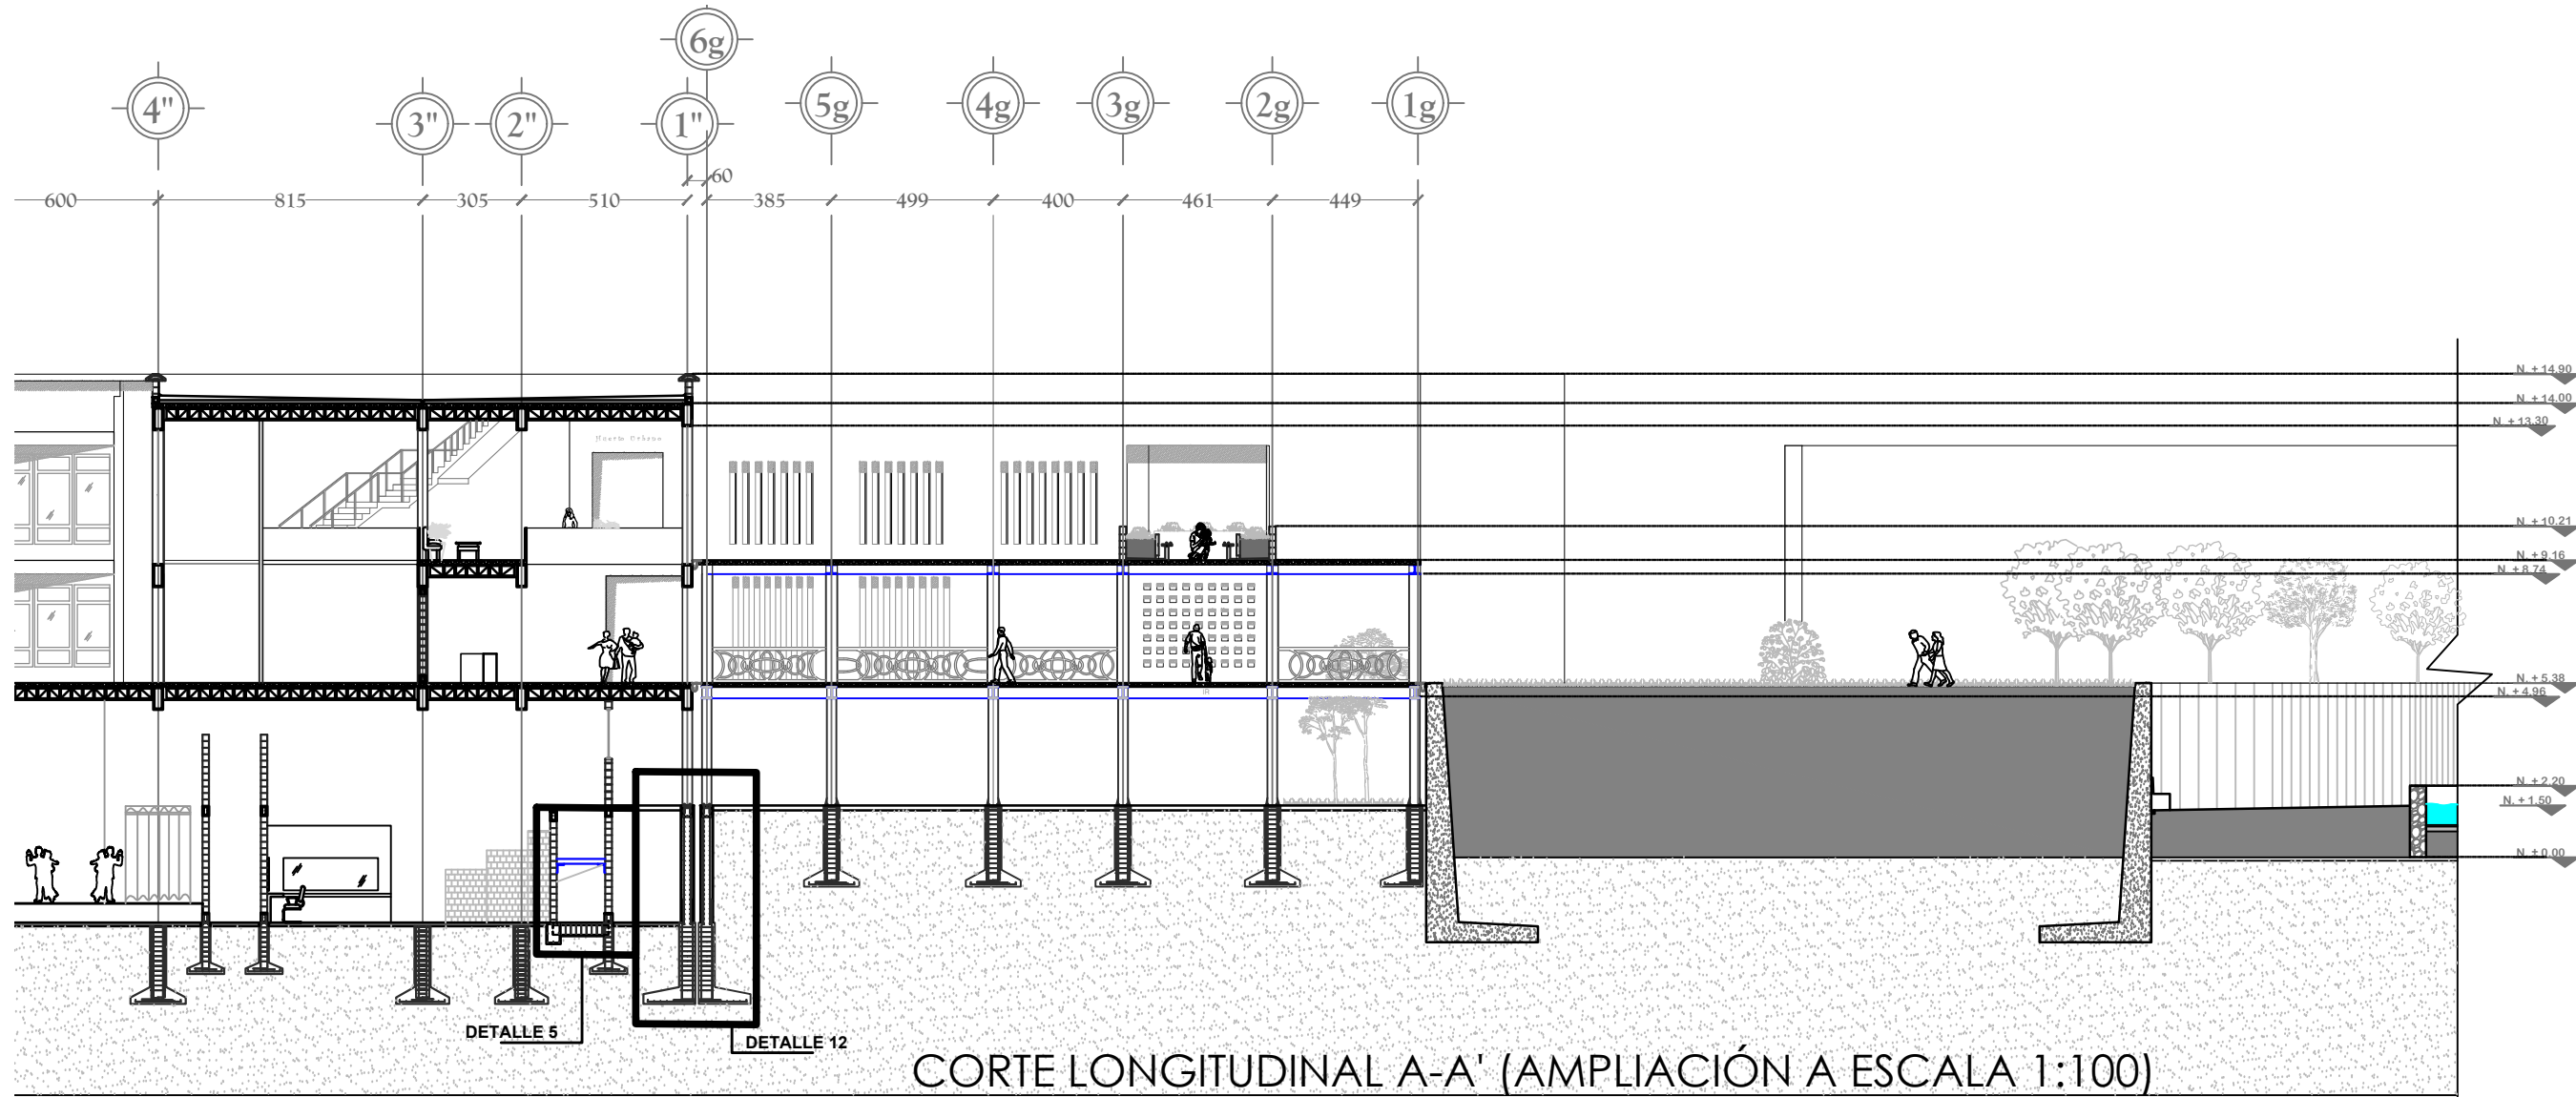 6g
4"
3"
2"
1"
5g
4g
3g
2g
1g
60
600
815
305
510
385
499
400
461
449
N. + 14.90
N. + 14.00
N. + 13.30
Huerto Urbano
N. + 10.21
N. + 9.16
N. + 8.74
N. + 5.38
N. + 4.96
N. + 2.20
N. + 1.50
N. + 0.00
DETALLE 5
DETALLE 12
CORTE LONGITUDINAL A-A' (AMPLIACIÓN A ESCALA 1:100)